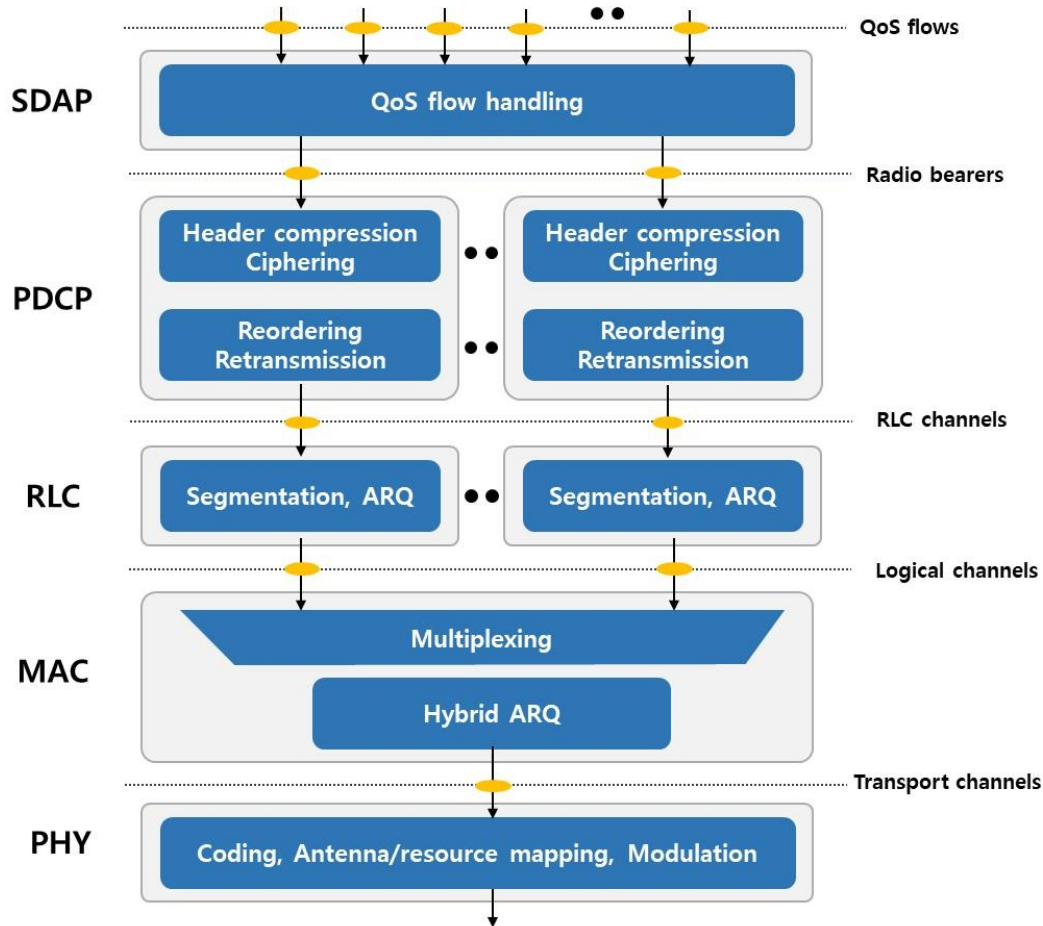 QoS flows
SDAP
QoS flow handling
Radio bearers
PDCP
Header compression
Ciphering
Header compression
Ciphering
Reordering
Retransmission
Reordering
Retransmission
RLC channels
RLC
Segmentation, ARQ
Segmentation, ARQ
Logical channels
MAC
Multiplexing
Hybrid ARQ
Transport channels
PHY
Coding, Antenna/resource mapping, Modulation